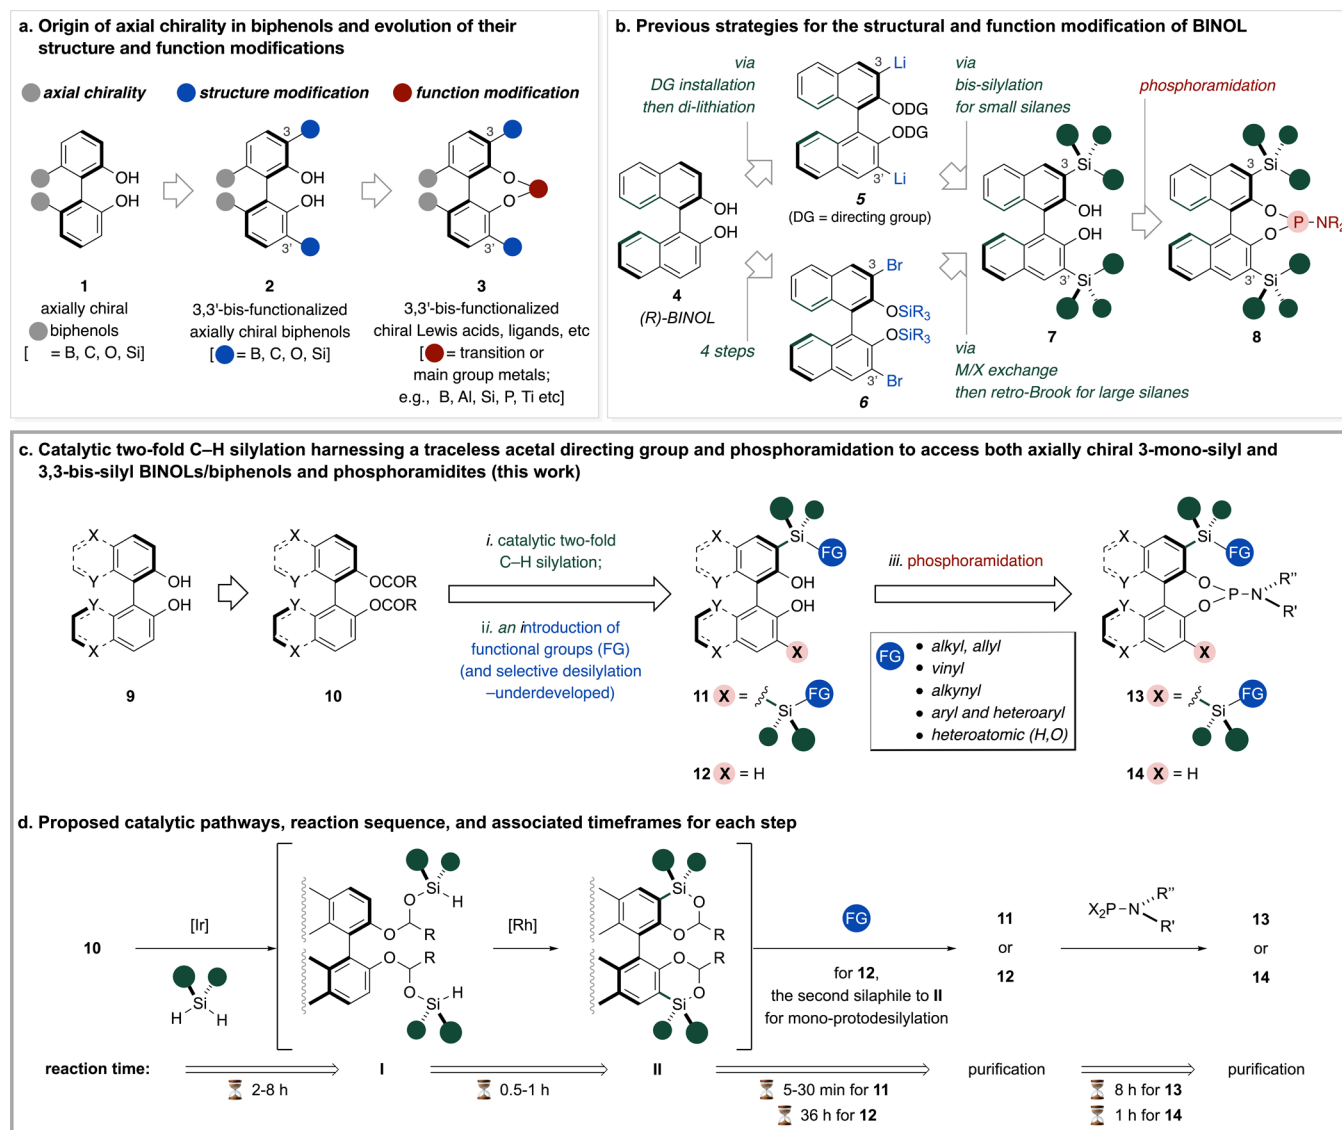 a. Origin of axial chirality in biphenols and evolution of their
structure and function modifications
axial chirality
structure modification
function modification
OH
OH
1
axially chiral
biphenols
[ = B, C, O, Si]
3
OH
OH
3'
2
3,3'-bis-functionalized
axially chiral biphenols
[ = B, C, O, Si]
3
O
O
3'
3
3,3'-bis-functionalized
chiral Lewis acids, ligands, etc
[ = transition or
main group metals;
e.g., B, Al, Si, P, Ti etc]
b. Previous strategies for the structural and function modification of BINOL
via
DG installation
then di-lithiation
OH
OH
4
(R)-BINOL
4 steps
3
Li
ODG
ODG
3'
Li
5
(DG = directing group)
3
Br
OSiR3
OSiR3
3'
Br
6
via
bis-silylation
for small silanes
via
M/X exchange
then retro-Brook for large silanes
3
Si
OH
OH
3'
Si
7
phosphoramidation
3
Si
O
P
NR2
O
3'
Si
8
c. Catalytic two-fold C–H silylation harnessing a traceless acetal directing group and phosphoramidation to access both axially chiral 3-mono-silyl and
3,3-bis-silyl BINOLs/biphenols and phosphoramidites (this work)
X
Y
OH
Y
OH
X
9
X
Y
OCOR
Y
OCOR
X
10
i. catalytic two-fold
C–H silylation;
ii. an introduction of
functional groups (FG)
(and selective desilylation
–underdeveloped)
X
Si
FG
Y
OH
Y
OH
X
X
11 X =
Si
FG
12 X = H
iii. phosphoramidation
FG
• alkyl, allyl
• vinyl
• alkynyl
• aryl and heteroaryl
• heteroatomic (H,O)
X
Si
FG
Y
O
P
N
R''
R'
Y
O
X
X
13 X =
Si
FG
14 X = H
d. Proposed catalytic pathways, reaction sequence, and associated timeframes for each step
10
[Ir]
Si
H
H
Si
H
O
O
R
O
R
O
Si
H
[Rh]
Si
O
O
R
O
R
O
Si
FG
for 12,
the second silaphile to II
for mono-protodesilylation
11
or
12
X2P
N
R''
R'
13
or
14
reaction time:
2-8 h
I
0.5-1 h
II
5-30 min for 11
36 h for 12
purification
8 h for 13
1 h for 14
purification